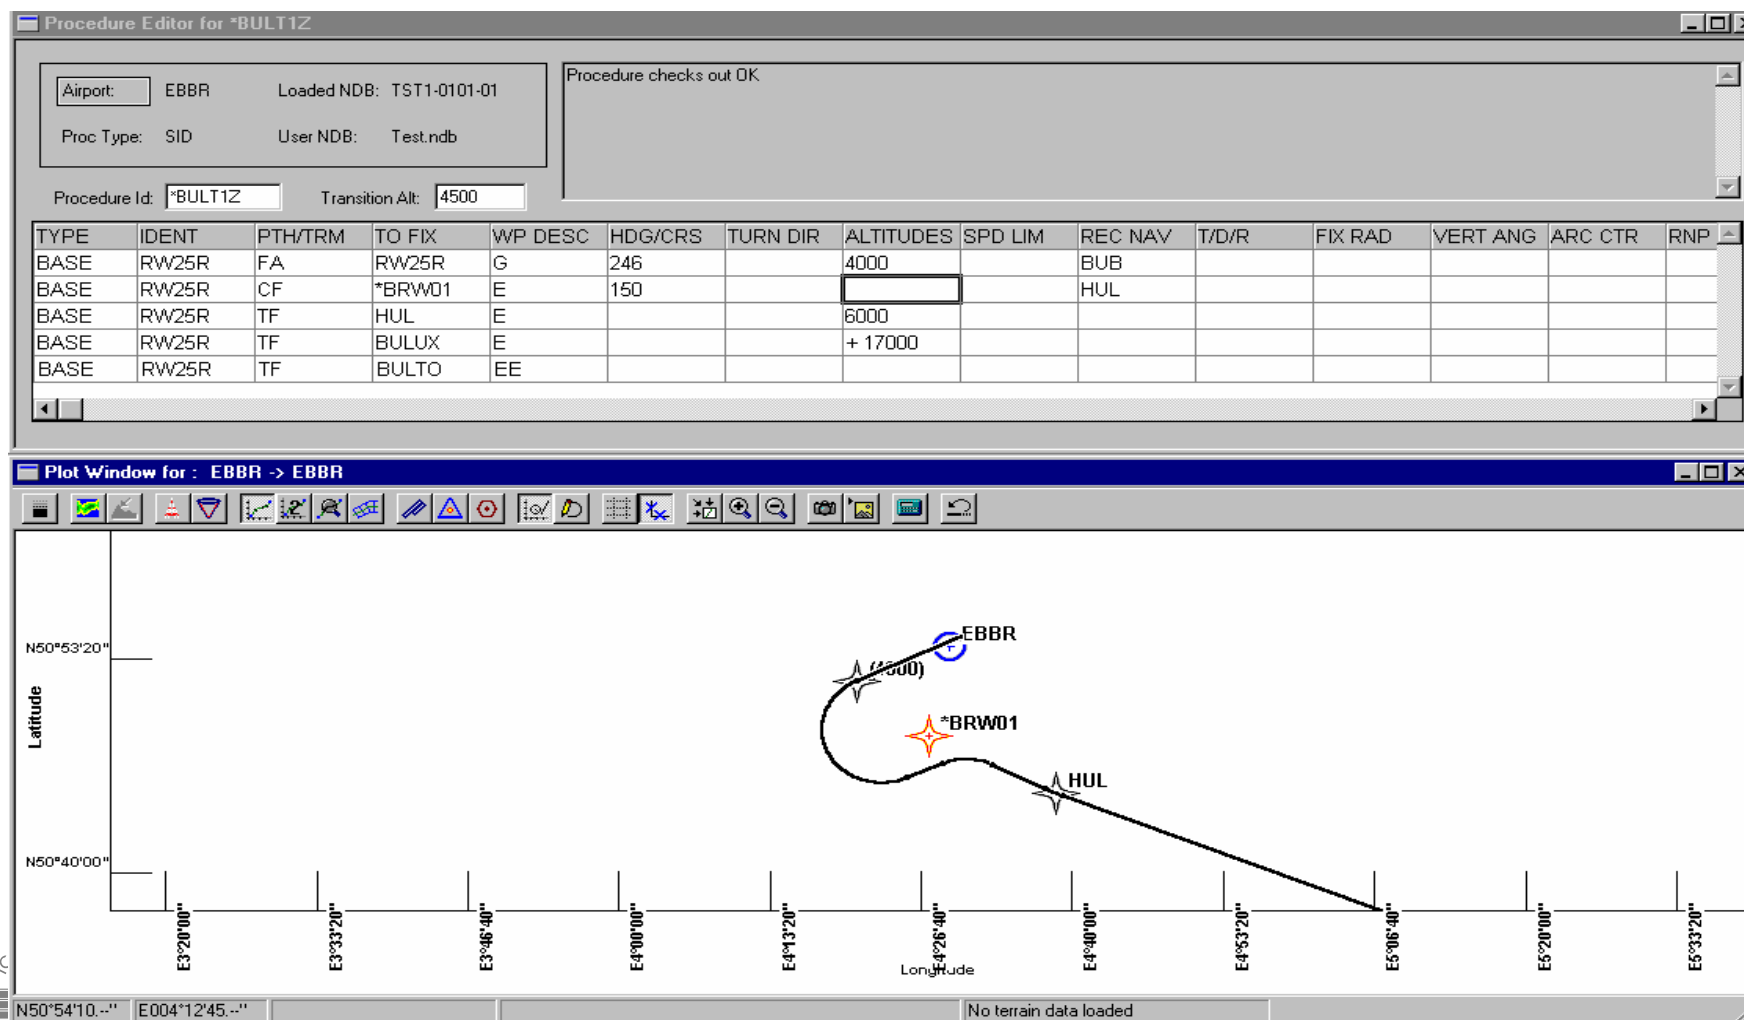 Procedure Editor for *BULT1Z
Airport: EBBR Loaded NDB: TST1-0101-01
Proc Type: SID User NDB: Test.ndb
Procedure Id: *BULT1Z Transition Alt: 4500
Procedure checks out OK
TYPE IDENT PTH/TRM TO FIX WP DESC HDG/CRS TURN DIR ALTITUDES SPD LIM REC NAV T/D/R FIX RAD VERT ANG ARC CTR RNP
BASE RW25R FA RW25R G 246 4000 BUB
BASE RW25R CF *BRW01 E 150 HUL
BASE RW25R TF HUL E 6000
BASE RW25R TF BULUX E + 17000
BASE RW25R TF BULTO EE
Plot Window for : EBBR -> EBBR
EBBR
N50°53'20"
(4000)
*BRW01
HUL
Latitude
N50°40'00"
E3°20'00" E3°33'20" E3°46'40" E4°00'00" E4°13'20" E4°26'40" E4°40'00" E4°53'20" E5°06'40" E5°20'00" E5°33'20"
Longitude
N50°54'10.--" E004°12'45.--" No terrain data loaded